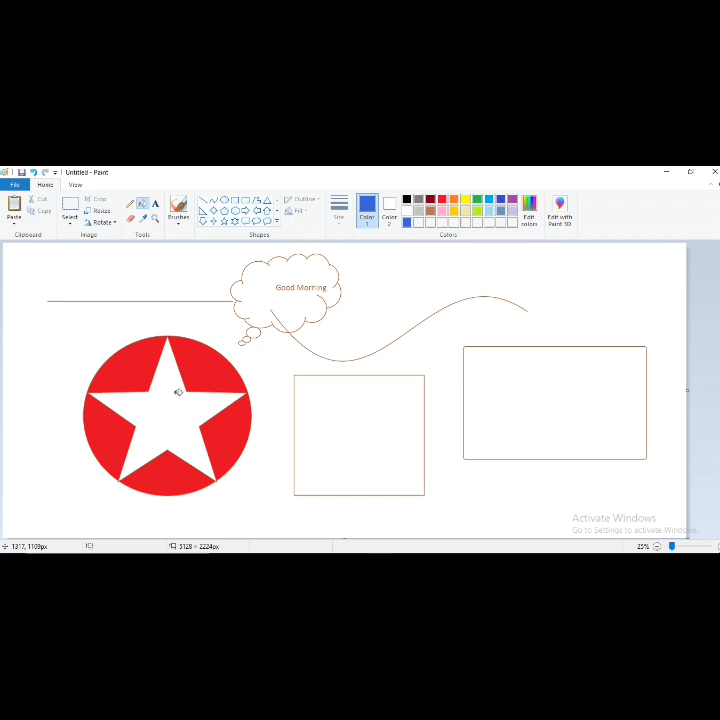 Untitled - Paint
File Home View
Paste
Cut
Copy
Clipboard
Select
Crop
Resize
Rotate
Image
A
Tools
Brushes
Shapes
Outline
Fill
Size
Color
1
Color
2
Edit
colors
Colors
Edit with
Paint 3D
Good Morning
Activate Windows
Go to Settings to activate Windows.
1317, 1109px
5128 × 2224px
25%